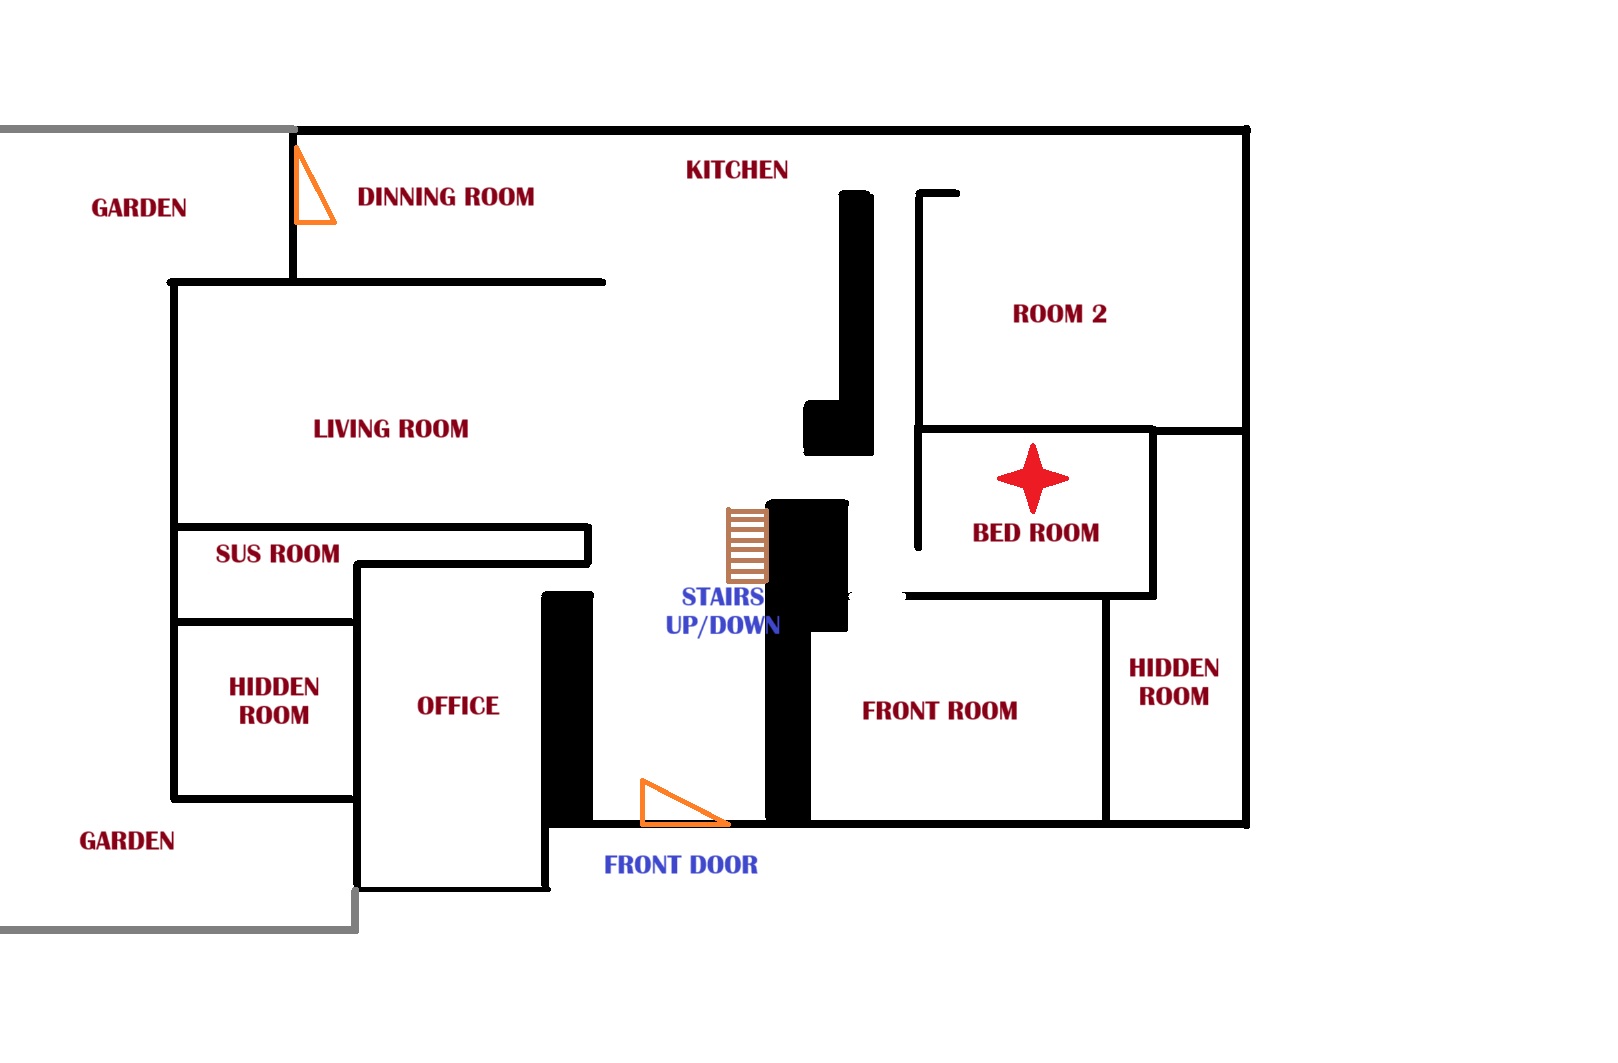 KITCHEN
DINNING ROOM
GARDEN
ROOM 2
LIVING ROOM
BED ROOM
SUS ROOM
STAIRS
UP/DOWN
HIDDEN
ROOM
HIDDEN
ROOM
OFFICE
FRONT ROOM
GARDEN
FRONT DOOR